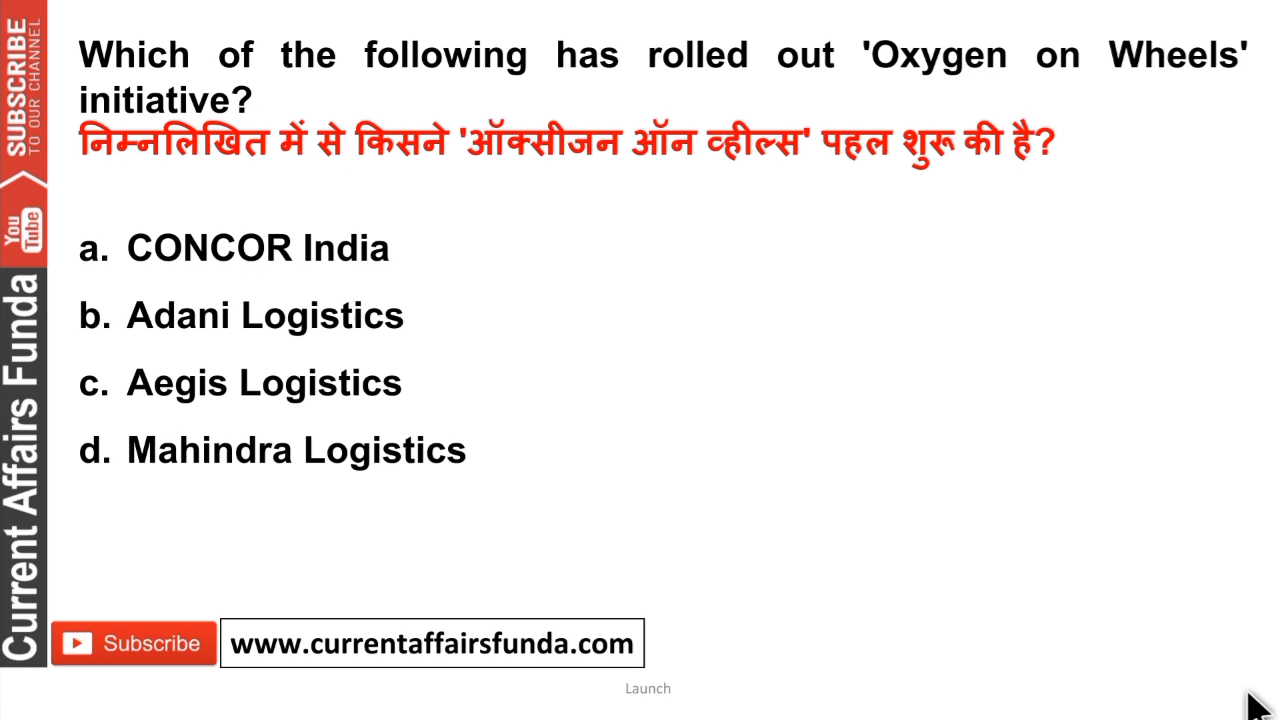 Which of the following has rolled out 'Oxygen on Wheels'
initiative?
निम्नलिखित में से किसने 'ऑक्सीजन ऑन व्हील्स' पहल शुरू की है?
a. CONCOR India
b. Adani Logistics
c. Aegis Logistics
d. Mahindra Logistics
SUBSCRIBE
TO OUR CHANNEL
You
Tube
Current Affairs Funda
Subscribe
www.currentaffairsfunda.com
Launch